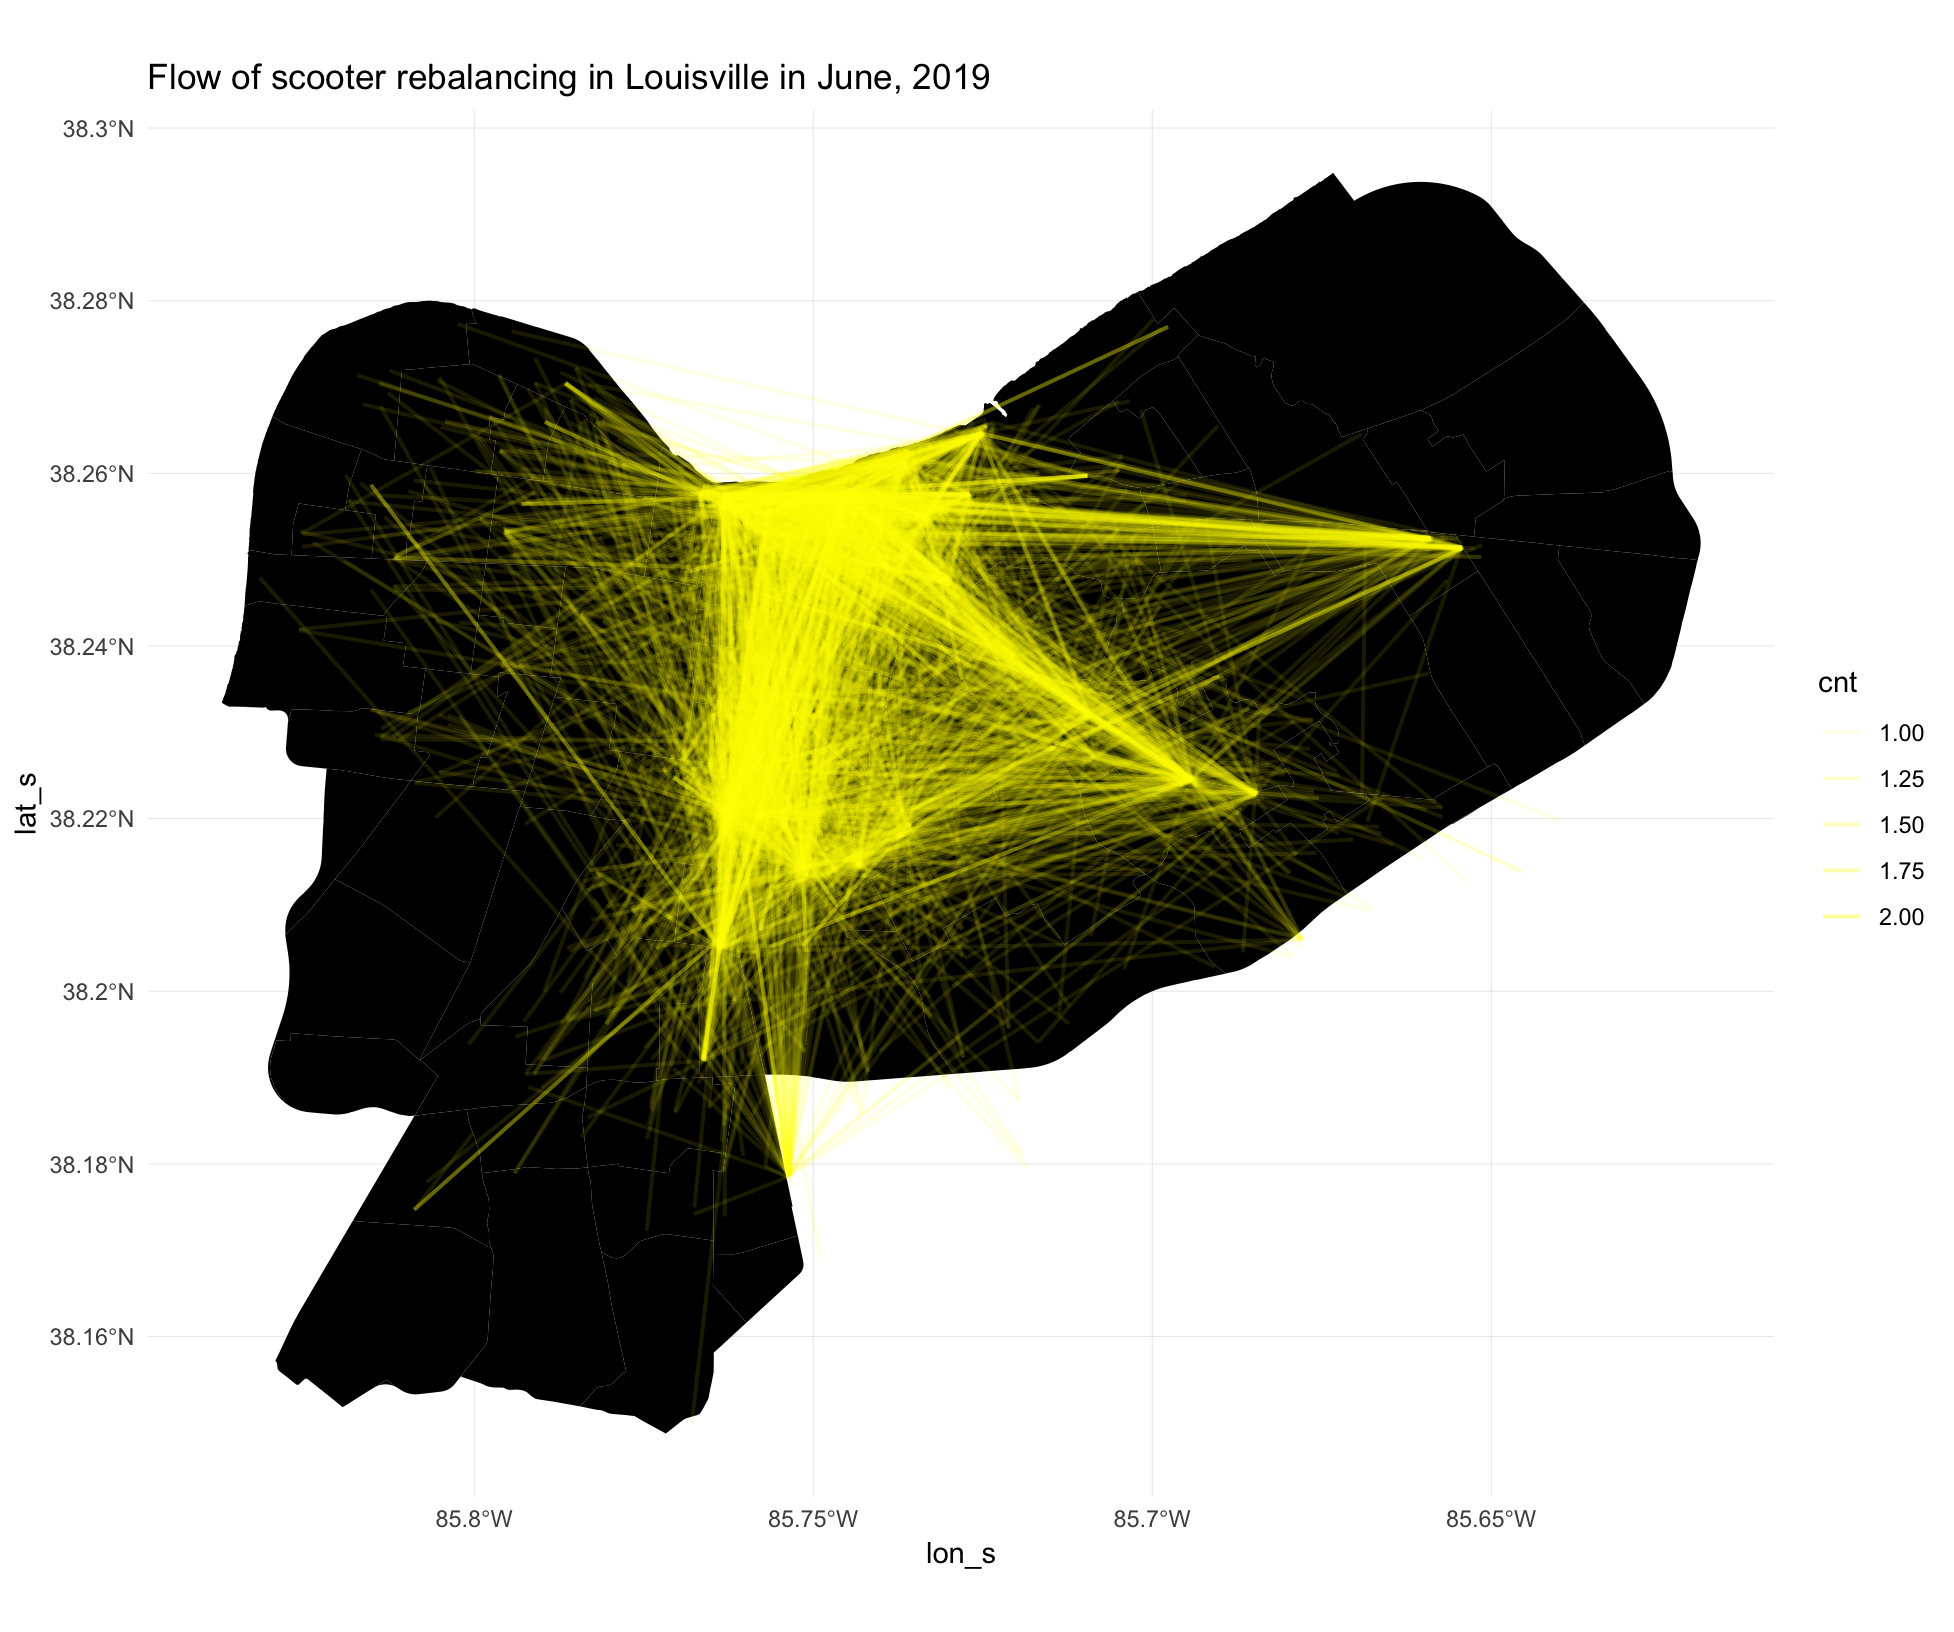 Flow of scooter rebalancing in Louisville in June, 2019
38.3°N
38.28°N
38.26°N
38.24°N
38.22°N
38.2°N
38.18°N
38.16°N
lat_s
85.8°W
85.75°W
85.7°W
85.65°W
lon_s
cnt
1.00
1.25
1.50
1.75
2.00